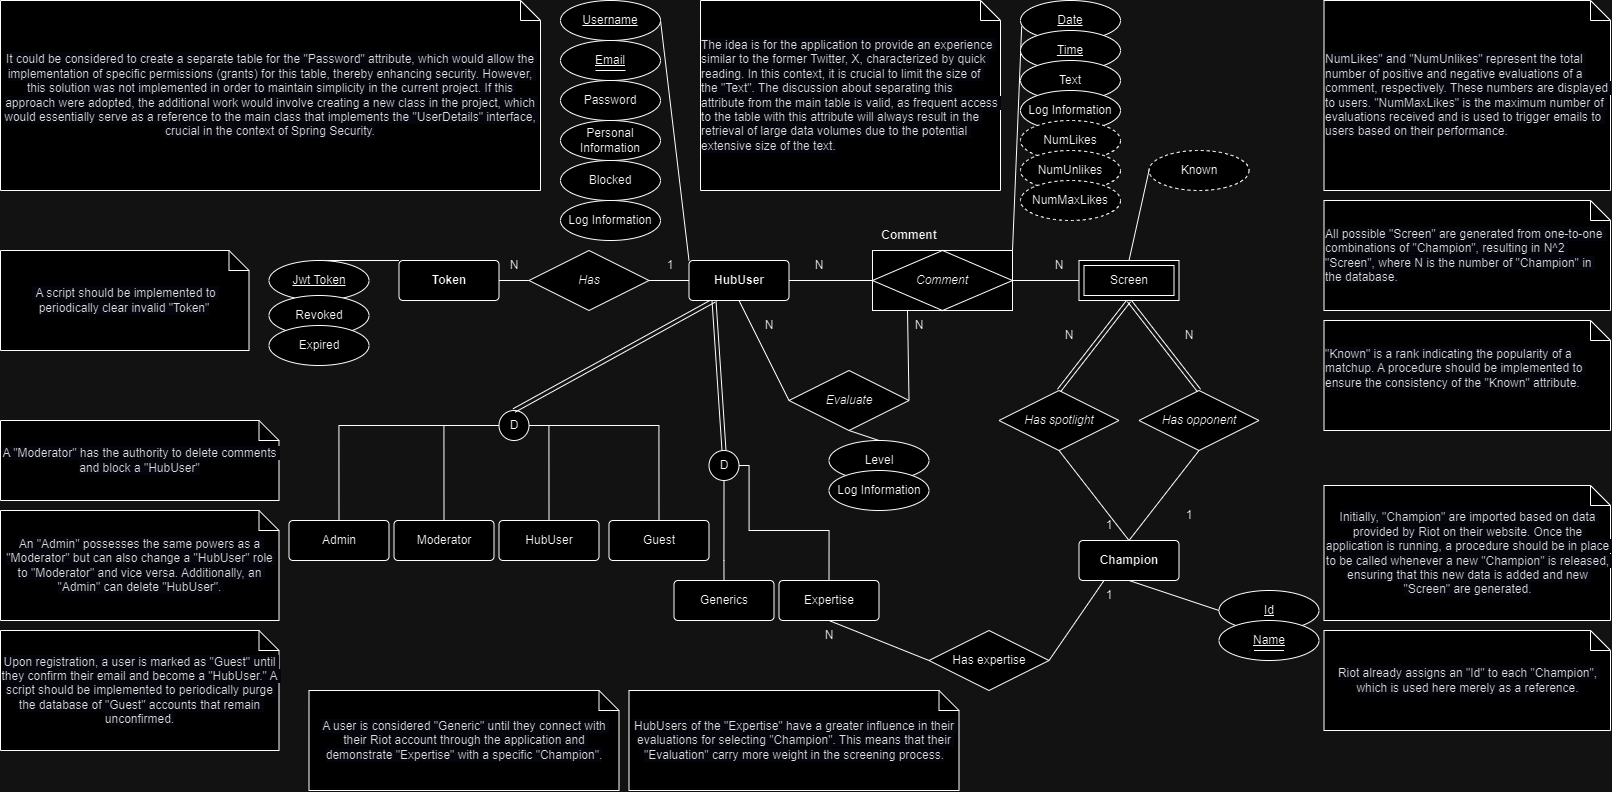 It could be considered to create a separate table for the "Password" attribute, which would allow the
implementation of specific permissions (grants) for this table, thereby enhancing security. However,
this solution was not implemented in order to maintain simplicity in the current project. If this
approach were adopted, the additional work would involve creating a new class in the project, which
would essentially serve as a reference to the main class that implements the "UserDetails" interface,
crucial in the context of Spring Security.
Username
Email
Password
Personal
Information
Blocked
Log Information
The idea is for the application to provide an experience
similar to the former Twitter, X, characterized by quick
reading. In this context, it is crucial to limit the size of
the "Text". The discussion about separating this
attribute from the main table is valid, as frequent access
to the table with this attribute will always result in the
retrieval of large data volumes due to the potential
extensive size of the text.
Date
Time
Text
Log Information
NumLikes
NumUnlikes
NumMaxLikes
Known
NumLikes" and "NumUnlikes" represent the total
number of positive and negative evaluations of a
comment, respectively. These numbers are displayed
to users. "NumMaxLikes" is the maximum number of
evaluations received and is used to trigger emails to
users based on their performance.
All possible "Screen" are generated from one-to-one
combinations of "Champion", resulting in N^2
"Screen", where N is the number of "Champion" in
the database.
"Known" is a rank indicating the popularity of a
matchup. A procedure should be implemented to
ensure the consistency of the "Known" attribute.
A script should be implemented to
periodically clear invalid "Token"
Jwt Token
Revoked
Expired
Token
N
Has
1
HubUser
N
Comment
Comment
N
Screen
N
N
Evaluate
Level
Log Information
N
N
Has spotlight
Has opponent
1
1
Champion
1
Id
Name
D
D
Admin
Moderator
HubUser
Guest
Generics
Expertise
N
Has expertise
A "Moderator" has the authority to delete comments
and block a "HubUser"
An "Admin" possesses the same powers as a
"Moderator" but can also change a "HubUser" role
to "Moderator" and vice versa. Additionally, an
"Admin" can delete "HubUser".
Upon registration, a user is marked as "Guest" until
they confirm their email and become a "HubUser." A
script should be implemented to periodically purge
the database of "Guest" accounts that remain
unconfirmed.
A user is considered "Generic" until they connect with
their Riot account through the application and
demonstrate "Expertise" with a specific "Champion".
HubUsers of the "Expertise" have a greater influence in their
evaluations for selecting "Champion". This means that their
"Evaluation" carry more weight in the screening process.
Initially, "Champion" are imported based on data
provided by Riot on their website. Once the
application is running, a procedure should be in place
to be called whenever a new "Champion" is released,
ensuring that this new data is added and new
"Screen" are generated.
Riot already assigns an "Id" to each "Champion",
which is used here merely as a reference.